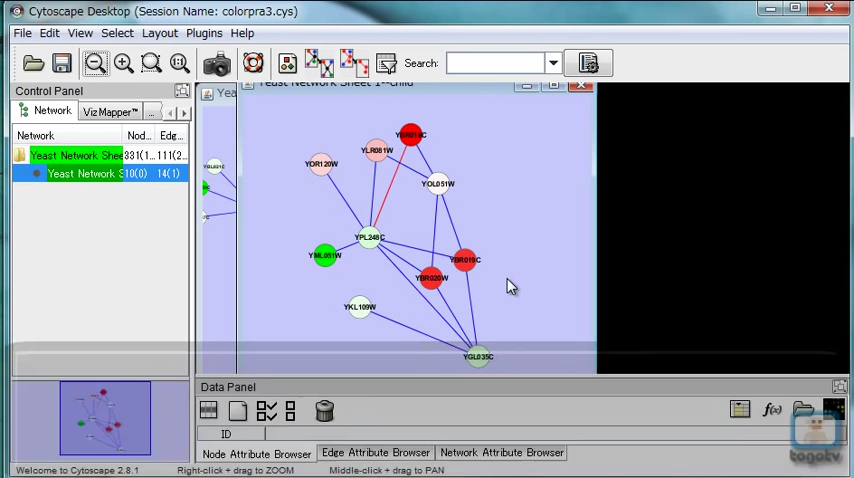 Cytoscape Desktop (Session Name: colorpra3.cys)
File Edit View Select Layout Plugins Help
Search:
Control Panel
Network VizMapper™ ...
Network Nod... Edg...
Yeast Network Shee 331(1... 111(2...
Yeast Network S 10(0) 14(1)
Yea
Yeast Network Sheet 1--child
YLR081W
YOR120W
YOL051W
YPL248C
YML051W
YBR019C
YBR020W
YKL109W
YGL035C
Data Panel
f(x)
ID
Node Attribute Browser Edge Attribute Browser Network Attribute Browser
Welcome to Cytoscape 2.8.1 Right-click + drag to ZOOM Middle-click + drag to PAN
togotv